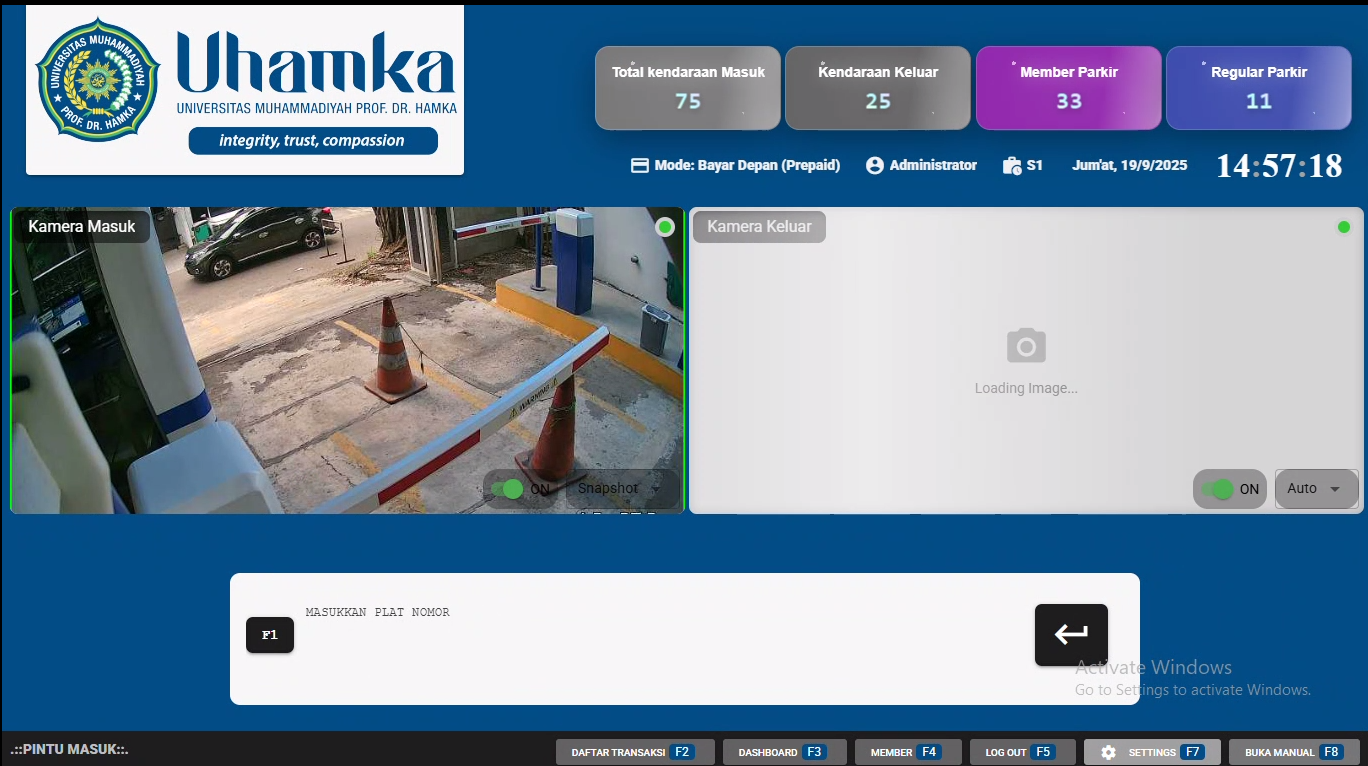 UNIVERSITAS MUHAMMADIYAH
PROF. DR. HAMKA
Uhamka
UNIVERSITAS MUHAMMADIYAH PROF. DR. HAMKA
integrity, trust, compassion
Total kendaraan Masuk
75
Kendaraan Keluar
25
Member Parkir
33
Regular Parkir
11
Mode: Bayar Depan (Prepaid)
Administrator
S1
Jum'at, 19/9/2025
14:57:18
Kamera Masuk
WARNING
ON
Snapshot
Kamera Keluar
Loading Image...
ON
Auto
F1
MASUKKAN PLAT NOMOR
Activate Windows
Go to Settings to activate Windows.
.::PINTU MASUK::.
DAFTAR TRANSAKSI F2
DASHBOARD F3
MEMBER F4
LOG OUT F5
SETTINGS F7
BUKA MANUAL F8